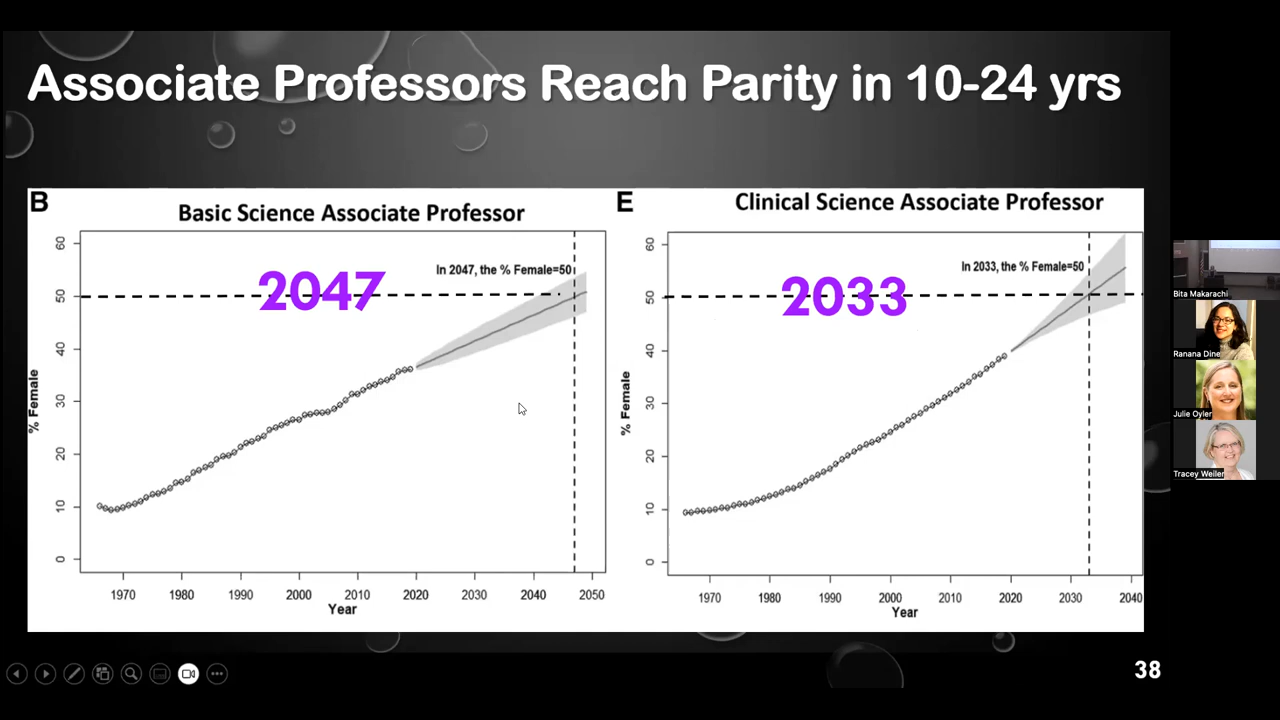 Associate Professors Reach Parity in 10-24 yrs
B
Basic Science Associate Professor
2047
In 2047, the % Female=50
60
50
40
30
20
10
0
% Female
1970 1980 1990 2000 2010 2020 2030 2040 2050
Year
E
Clinical Science Associate Professor
2033
In 2033, the % Female=50
60
50
40
30
20
10
0
% Female
1970 1980 1990 2000 2010 2020 2030 2040
Year
38
Bita Makarachi
Ranana Dine
Julie Oyler
Tracey Weiler